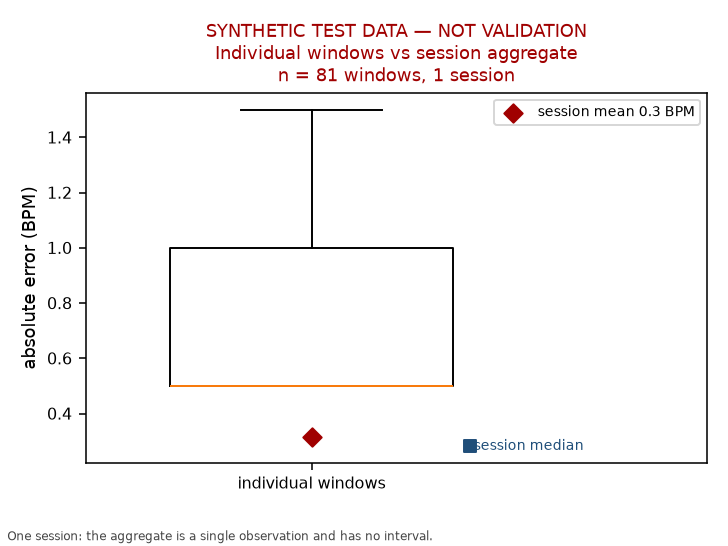 SYNTHETIC TEST DATA — NOT VALIDATION
Individual windows vs session aggregate
n = 81 windows, 1 session
session mean 0.3 BPM
absolute error (BPM)
1.4
1.2
1.0
0.8
0.6
0.4
session median
individual windows
One session: the aggregate is a single observation and has no interval.